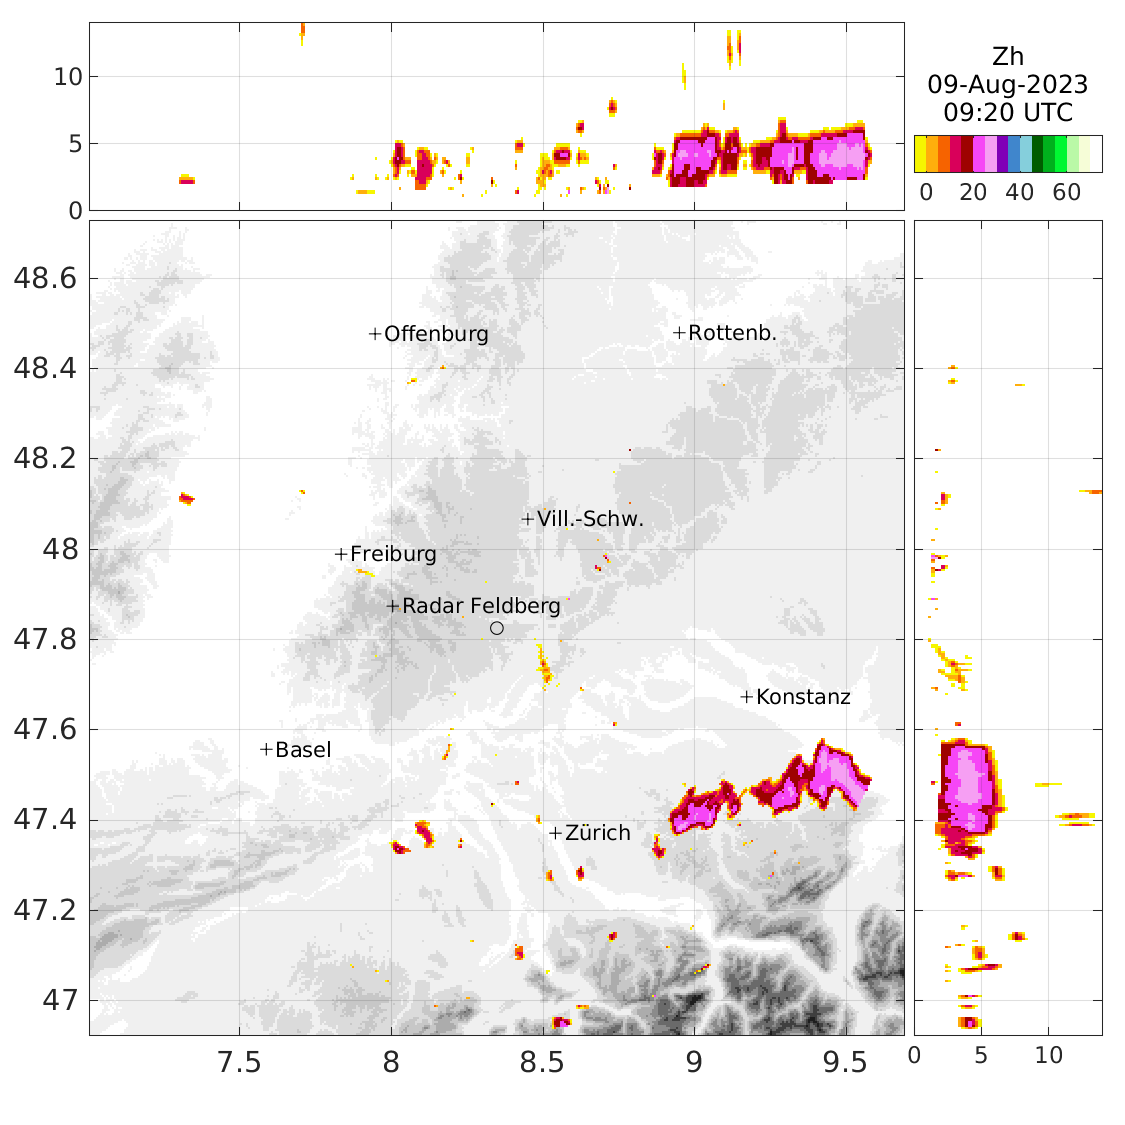 Zh
09-Aug-2023
09:20 UTC
10
5
0
0 20 40 60
48.6
48.4
48.2
48
47.8
47.6
47.4
47.2
47
+Offenburg
+Rottenb.
+Vill.-Schw.
+Freiburg
+Radar Feldberg
+Konstanz
+Basel
+Zürich
7.5 8 8.5 9 9.5
0 5 10